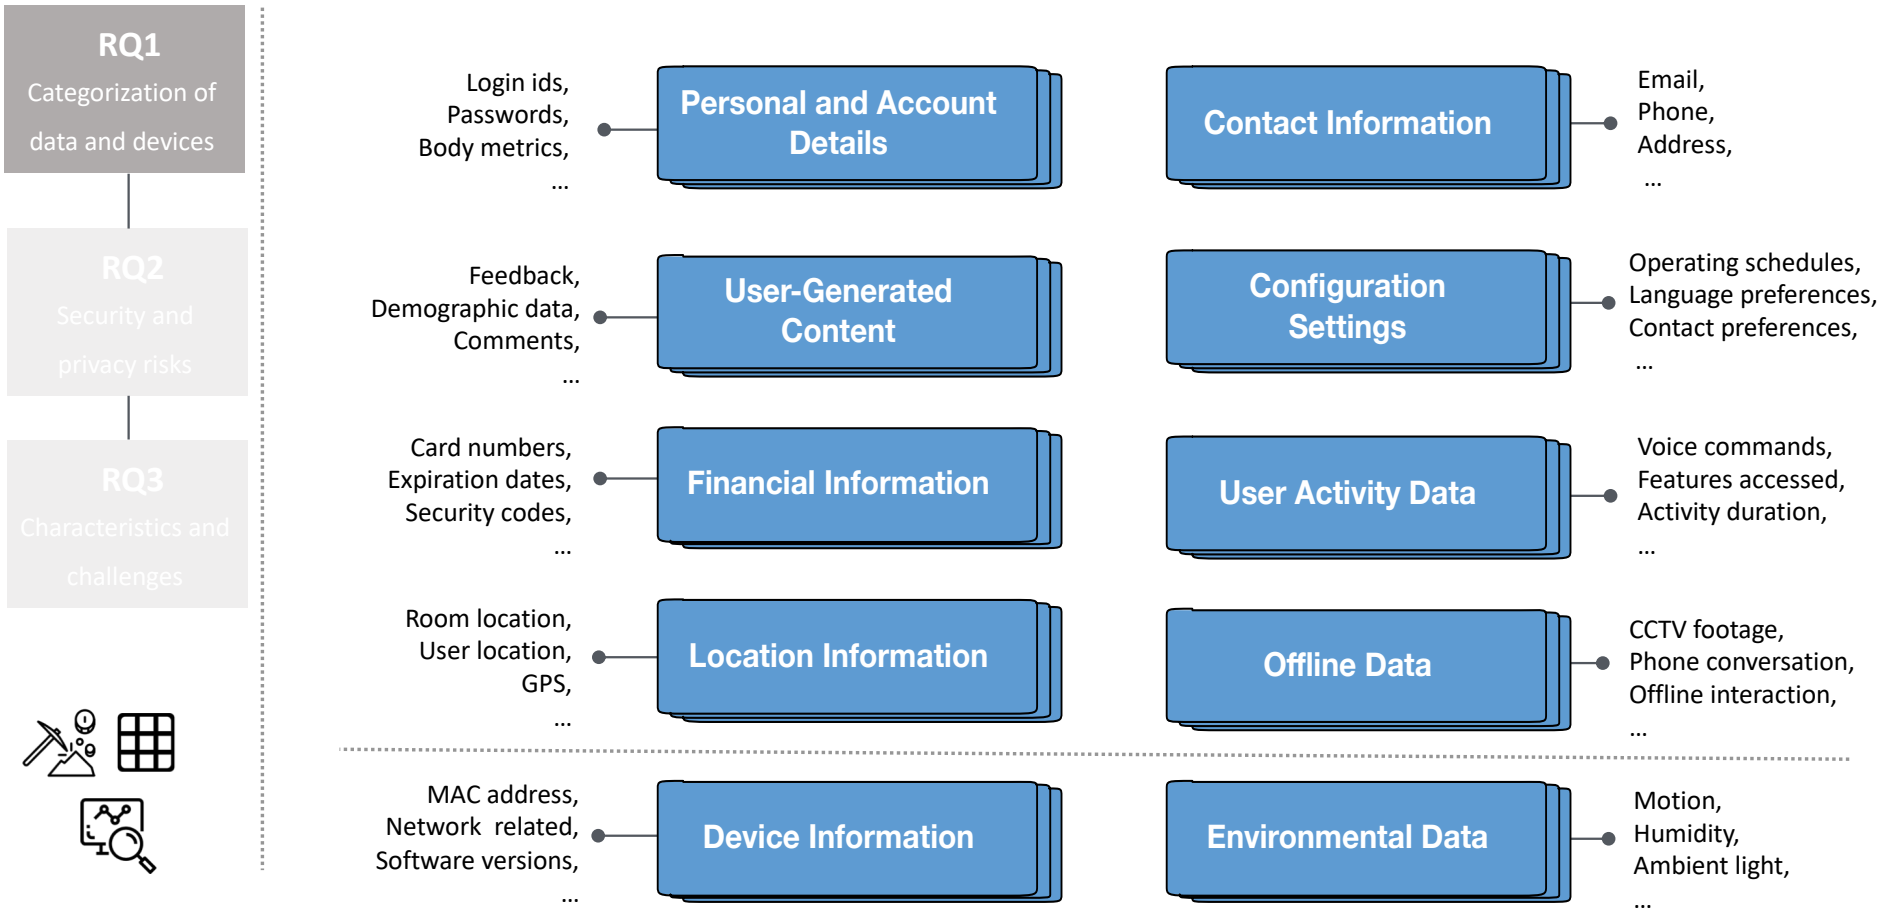 RQ1
Categorization of
data and devices
RQ2
Security and
privacy risks
RQ3
Characteristics and
challenges
Login ids,
Passwords,
Body metrics,
...
Personal and Account
Details
Contact Information
Email,
Phone,
Address,
...
Feedback,
Demographic data,
Comments,
...
User-Generated
Content
Configuration
Settings
Operating schedules,
Language preferences,
Contact preferences,
...
Card numbers,
Expiration dates,
Security codes,
...
Financial Information
User Activity Data
Voice commands,
Features accessed,
Activity duration,
...
Room location,
User location,
GPS,
...
Location Information
Offline Data
CCTV footage,
Phone conversation,
Offline interaction,
...
MAC address,
Network related,
Software versions,
...
Device Information
Environmental Data
Motion,
Humidity,
Ambient light,
...